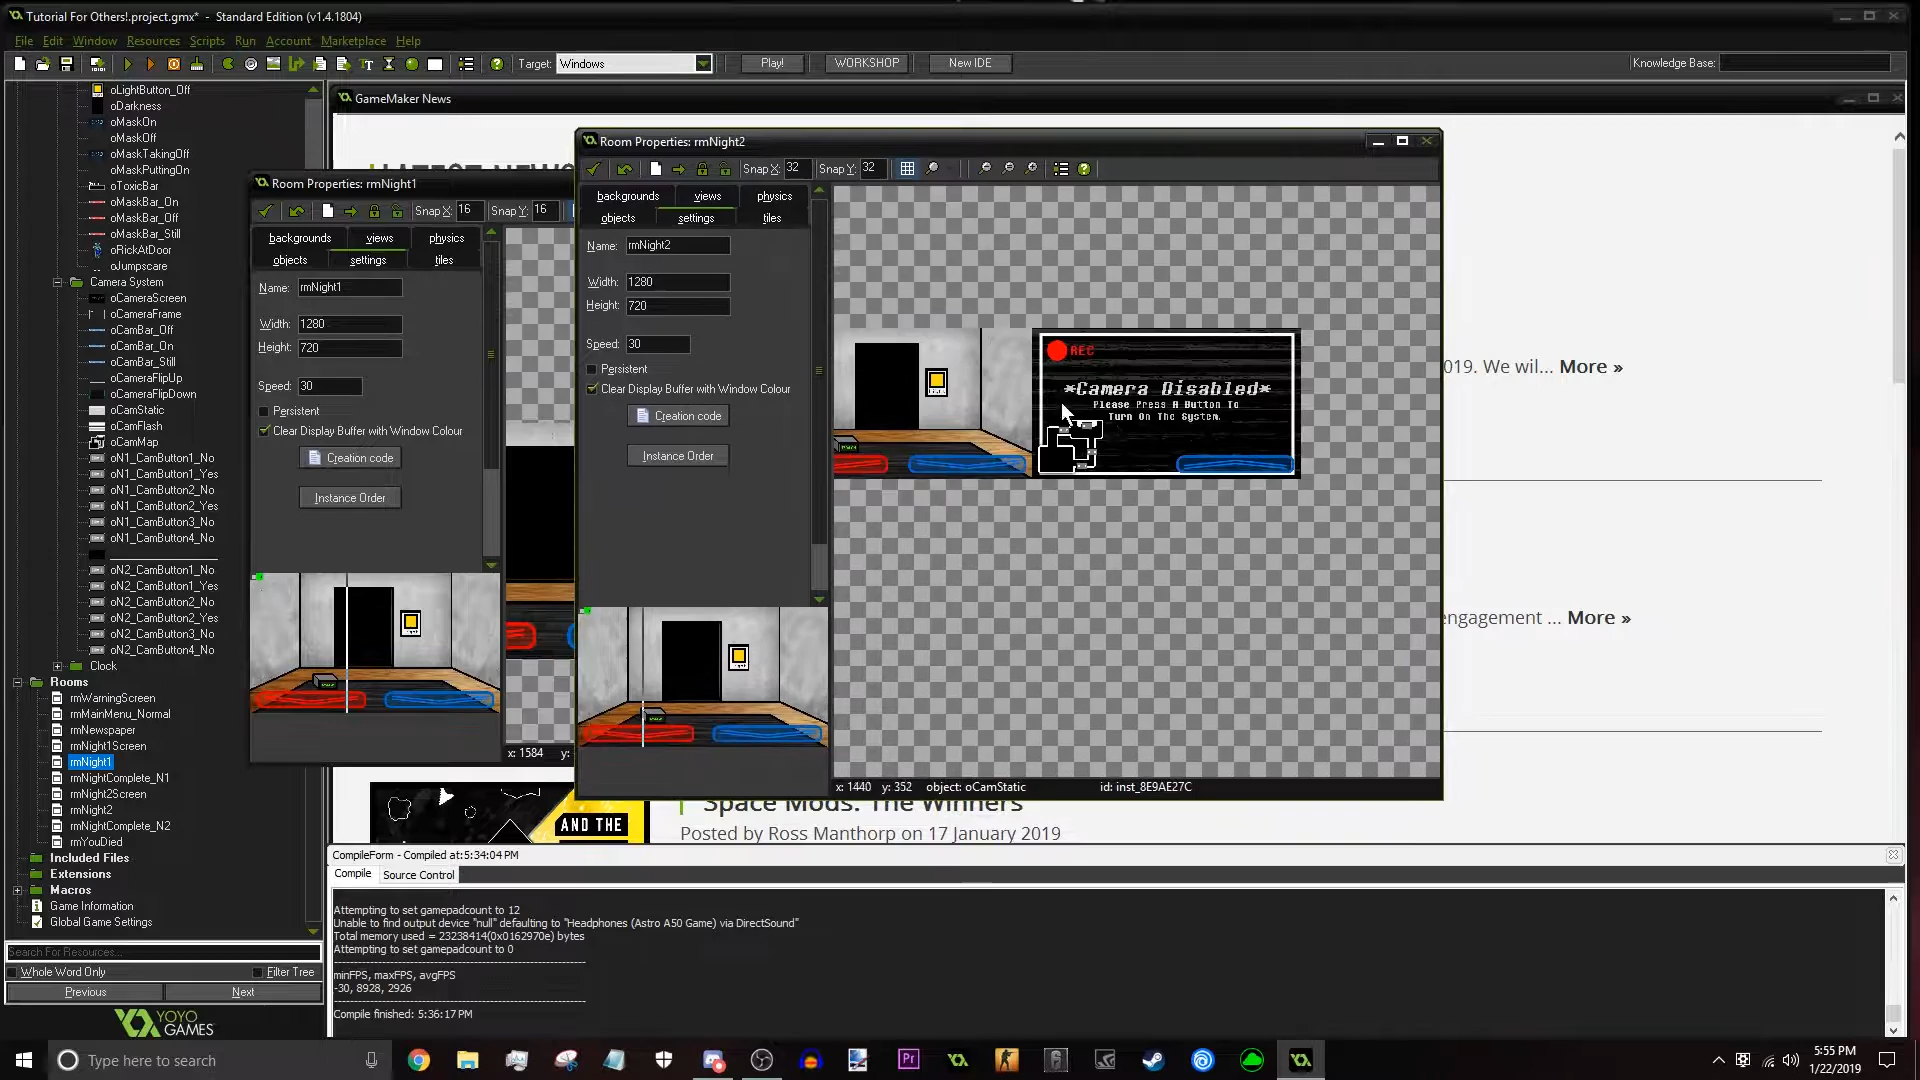 Tutorial For Others!.project.gmx*  -  Standard Edition (v1.4.1804)
File Edit Window Resources Scripts Run Account Marketplace Help
Target: Windows Play! WORKSHOP New IDE Knowledge Base:
oLightButton_Off
oDarkness
oMaskOn
oMaskOff
oMaskTakingOff
oMaskPuttingOn
oToxicBar
oMaskBar_On
oMaskBar_Off
oMaskBar_Still
oRickAtDoor
oJumpscare
Camera System
oCameraScreen
oCameraFrame
oCamBar_Off
oCamBar_On
oCamBar_Still
oCameraFlipUp
oCameraFlipDown
oCamStatic
oCamFlash
oCamMap
oN1_CamButton1_No
oN1_CamButton1_Yes
oN1_CamButton2_No
oN1_CamButton2_Yes
oN1_CamButton3_No
oN1_CamButton4_No
oN2_CamButton1_No
oN2_CamButton1_Yes
oN2_CamButton2_No
oN2_CamButton2_Yes
oN2_CamButton3_No
oN2_CamButton4_No
Clock
Rooms
rmWarningScreen
rmMainMenu_Normal
rmNewspaper
rmNight1Screen
rmNight1
rmNightComplete_N1
rmNight2Screen
rmNight2
rmNightComplete_N2
rmYouDied
Included Files
Extensions
Macros
Game Information
Global Game Settings
Search For Resources...
Whole Word Only Filter Tree
Previous Next
YOYO
GAMES
GameMaker News
Room Properties: rmNight1
Snap X: 16 Snap Y: 16
backgrounds views physics
objects settings tiles
Name: rmNight1
Width: 1280
Height: 720
Speed: 30
Persistent
Clear Display Buffer with Window Colour
Creation code
Instance Order
x: 1584 y:
Room Properties: rmNight2
Snap X: 32 Snap Y: 32
backgrounds views physics
objects settings tiles
Name: rmNight2
Width: 1280
Height: 720
Speed: 30
Persistent
Clear Display Buffer with Window Colour
Creation code
Instance Order
REC
*Camera Disabled*
Please Press A Button To
Turn On The System.
x: 1440 y: 352 object: oCamStatic id: inst_8E9AE27C
019. We wil... More »
engagement ... More »
AND THE
Space Mods: The Winners
Posted by Ross Manthorp on 17 January 2019
CompileForm - Compiled at:5:34:04 PM
Compile Source Control
Attempting to set gamepadcount to 12
Unable to find output device "null" defaulting to "Headphones (Astro A50 Game) via DirectSound"
Total memory used = 23238414(0x0162970e) bytes
Attempting to set gamepadcount to 0
minFPS, maxFPS, avgFPS
-30, 8928, 2926
Compile finished: 5:36:17 PM
Type here to search
Pr
5:55 PM
1/22/2019